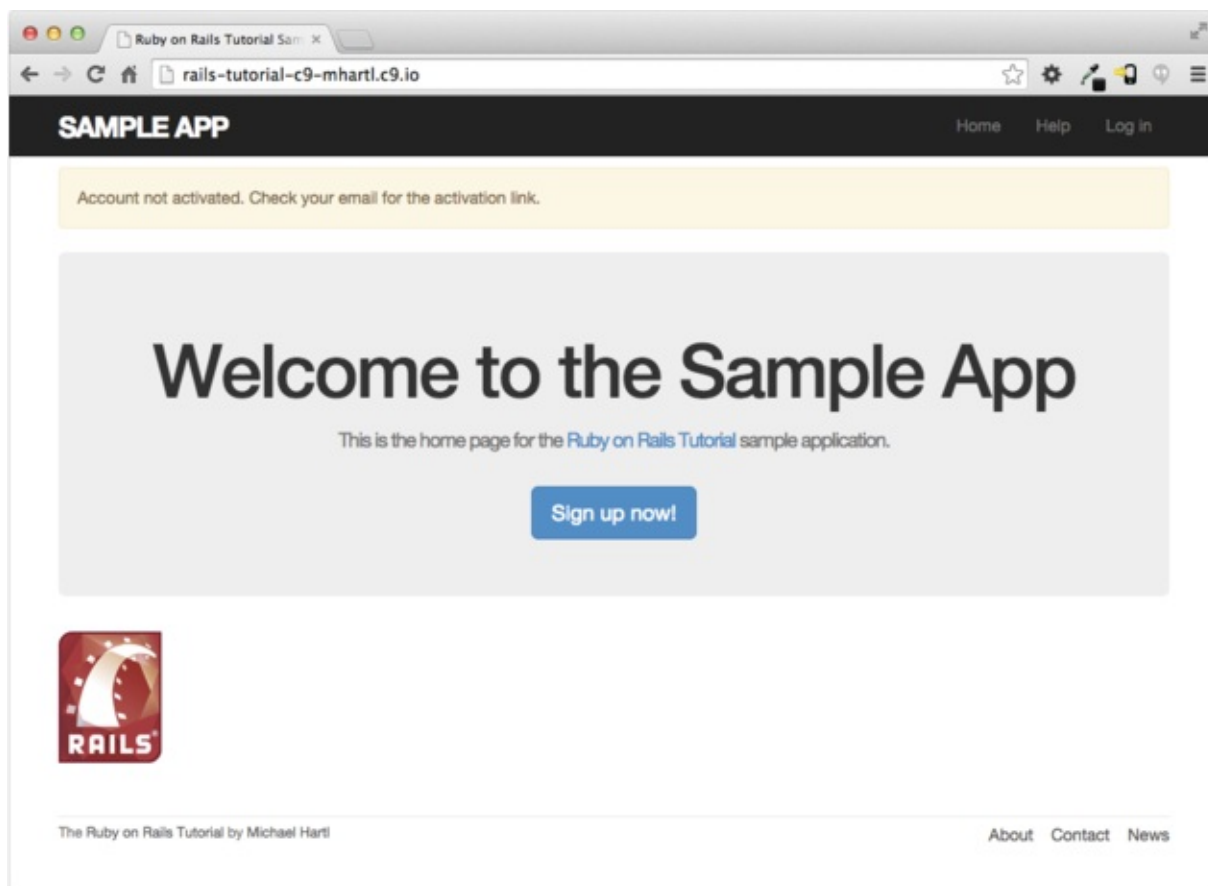 Ruby on Rails Tutorial Sam
rails-tutorial-c9-mhartl.c9.io
SAMPLE APP
Home Help Log in
Account not activated. Check your email for the activation link.
Welcome to the Sample App
This is the home page for the Ruby on Rails Tutorial sample application.
Sign up now!
RAILS
The Ruby on Rails Tutorial by Michael Hartl
About Contact News